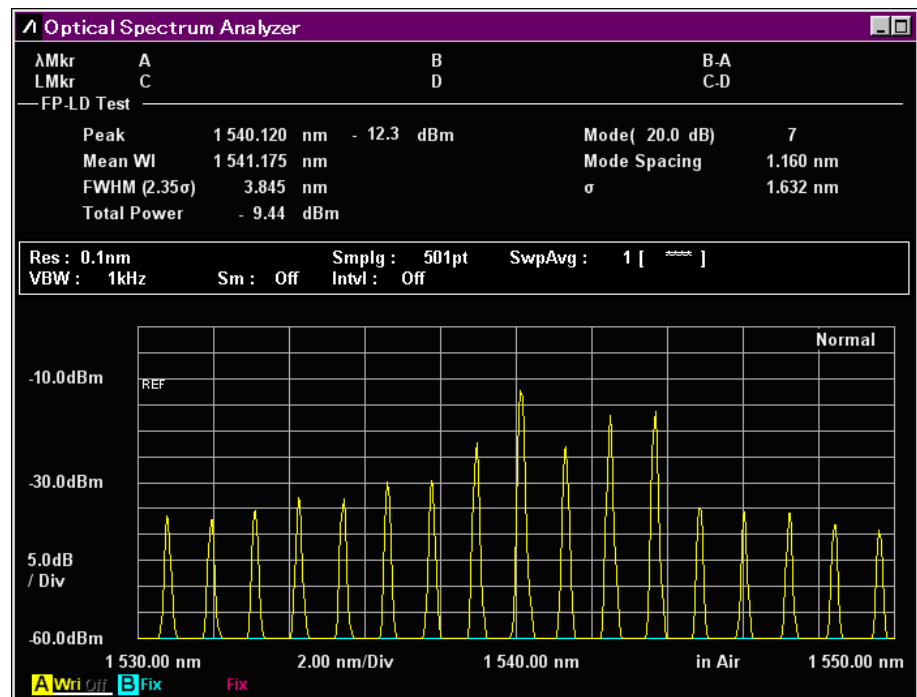 Optical Spectrum Analyzer
λMkr A B B-A
LMkr C D C-D
FP-LD Test
Peak 1 540.120 nm - 12.3 dBm Mode( 20.0 dB) 7
Mean Wl 1 541.175 nm Mode Spacing 1.160 nm
FWHM (2.35σ) 3.845 nm σ 1.632 nm
Total Power - 9.44 dBm
Res : 0.1nm Smplg : 501pt SwpAvg : 1 [ **** ]
VBW : 1kHz Sm : Off Intvl : Off
Normal
-10.0dBm REF
-30.0dBm
5.0dB
/ Div
-60.0dBm
1 530.00 nm 2.00 nm/Div 1 540.00 nm in Air 1 550.00 nm
A Wri Off B Fix Fix